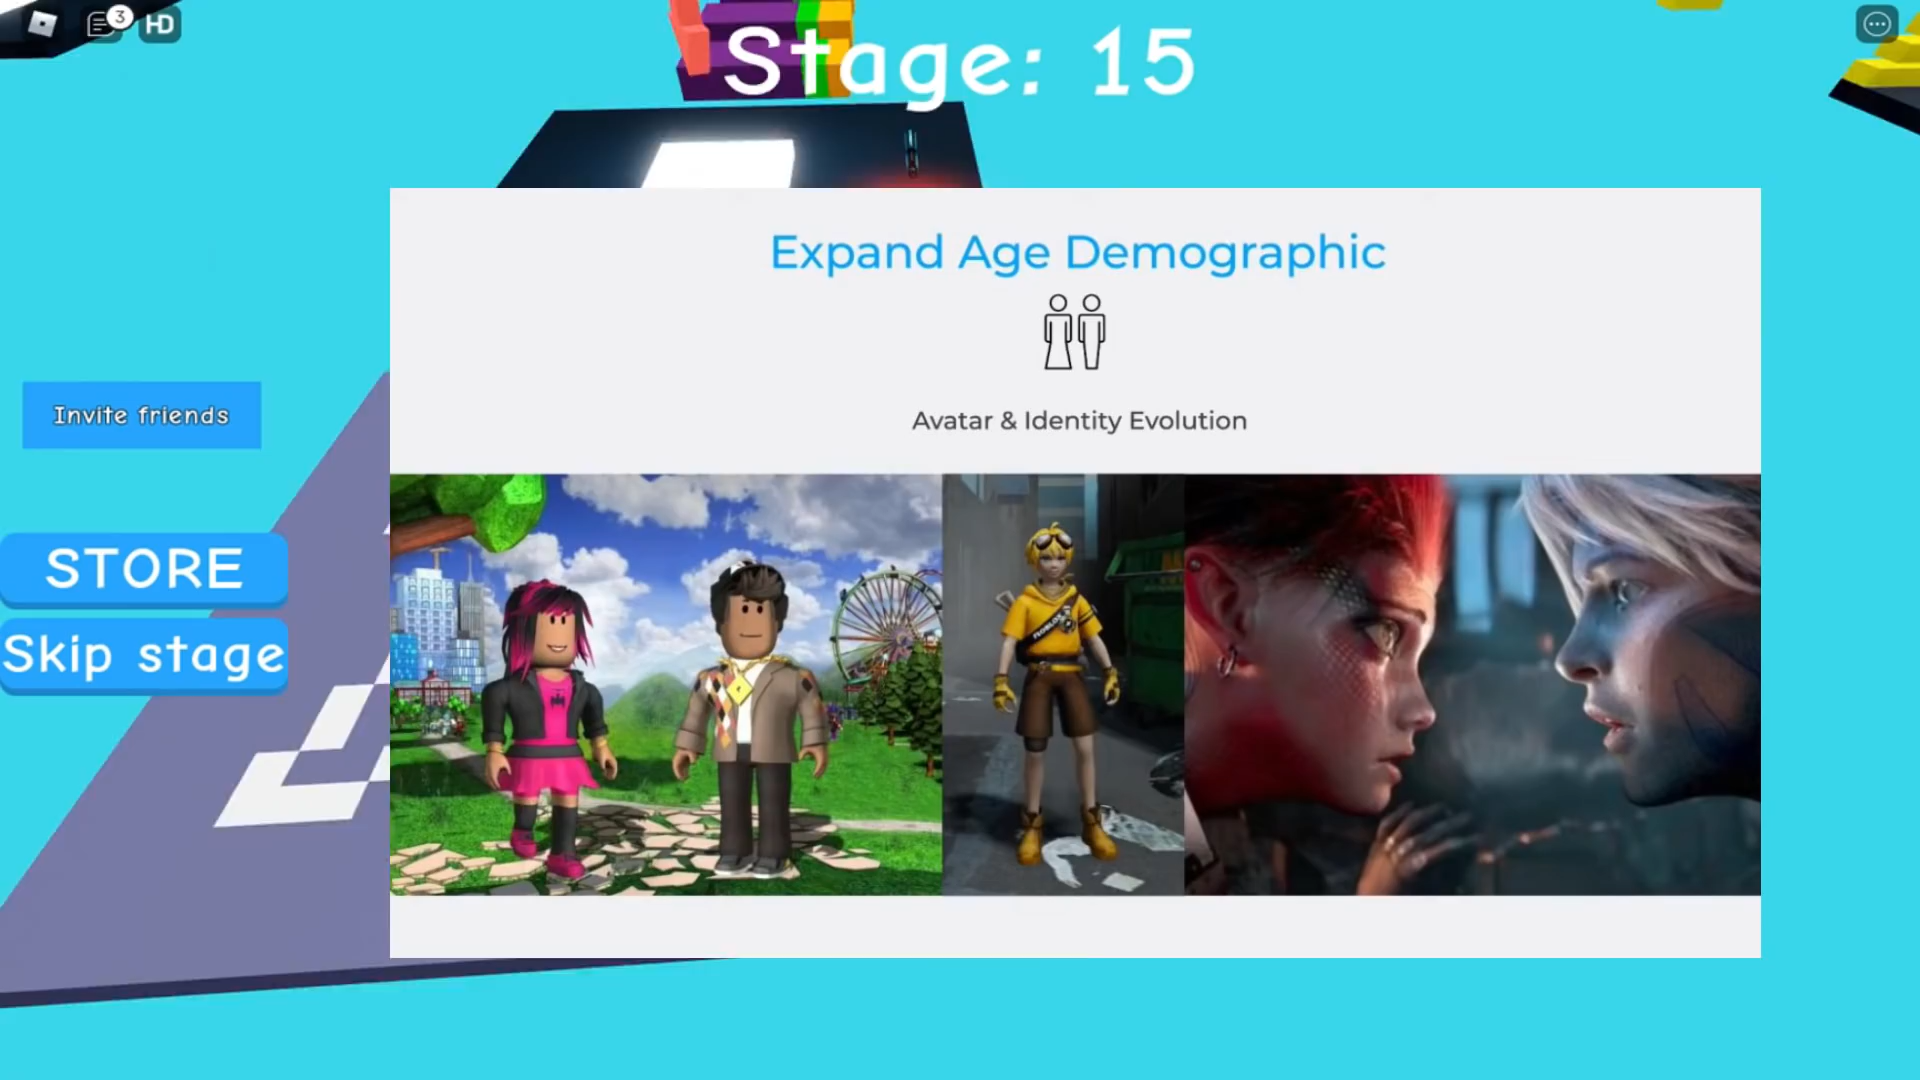 3
HD
Stage: 15
Expand Age Demographic
Avatar & Identity Evolution
Invite friends
STORE
Skip stage